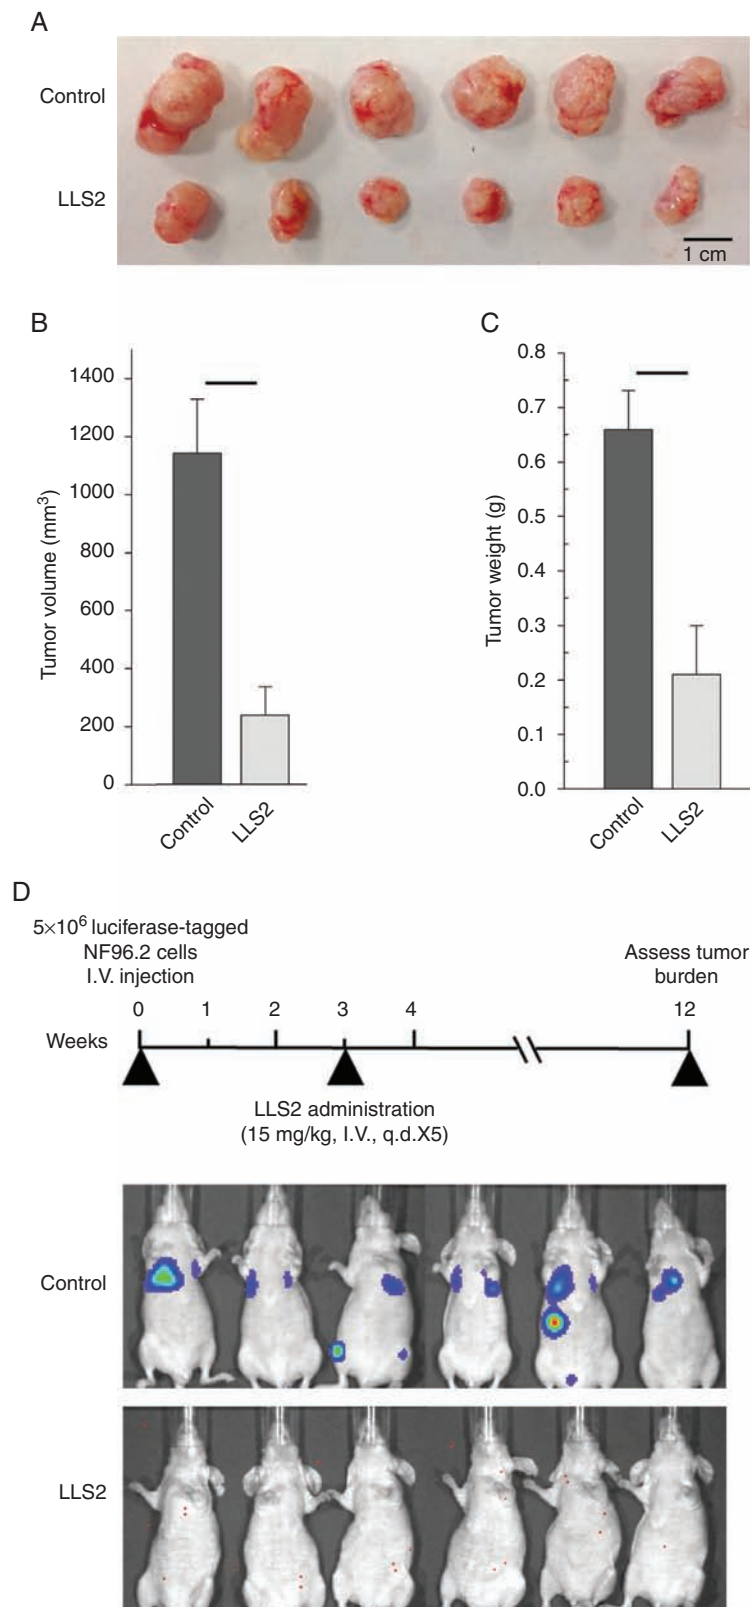 A
Control
LLS2
1 cm
B
Tumor volume (mm³)
1400
1200
1000
800
600
400
200
0
Control
LLS2
C
Tumor weight (g)
0.8
0.7
0.6
0.5
0.4
0.3
0.2
0.1
0.0
Control
LLS2
D
5×10⁶ luciferase-tagged
NF96.2 cells
I.V. injection
Assess tumor
burden
0 1 2 3 4 12
Weeks
LLS2 administration
(15 mg/kg, I.V., q.d.X5)
Control
LLS2